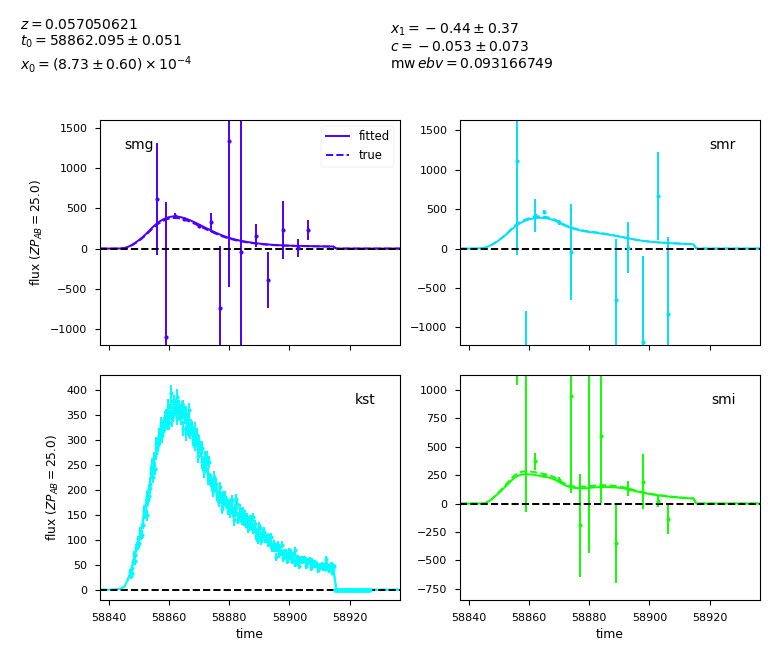 z = 0.057050621
t₀ = 58862.095 ± 0.051
x₀ = (8.73 ± 0.60) × 10⁻⁴
x₁ = −0.44 ± 0.37
c = −0.053 ± 0.073
mw ebv = 0.093166749
smg
fitted
true
1500
1000
500
0
−500
−1000
flux (ZP_AB = 25.0)
smr
1500
1000
500
0
−500
−1000
kst
400
350
300
250
200
150
100
50
0
flux (ZP_AB = 25.0)
58840 58860 58880 58900 58920
time
smi
1000
750
500
250
0
−250
−500
−750
58840 58860 58880 58900 58920
time